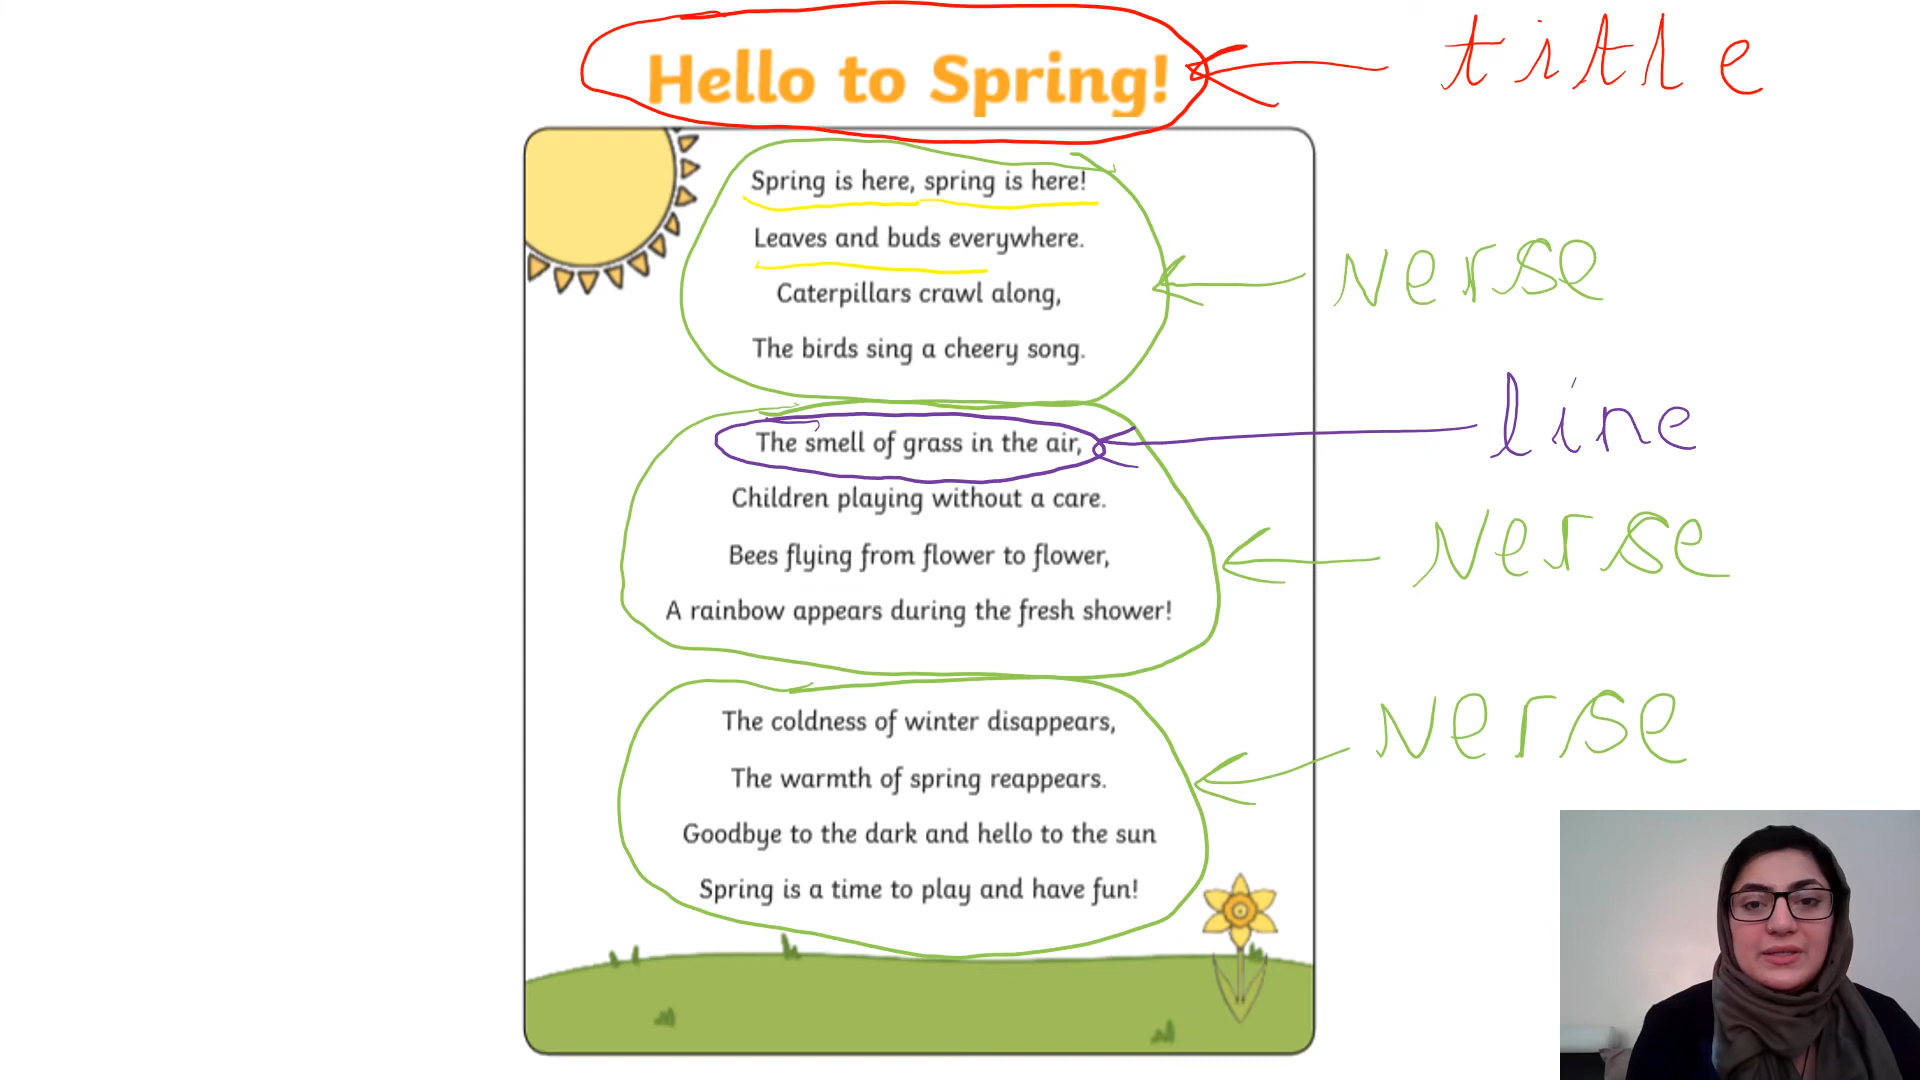 Hello to Spring!
title
Spring is here, spring is here!
Leaves and buds everywhere.
verse
Caterpillars crawl along,
The birds sing a cheery song.
The smell of grass in the air,
line
Children playing without a care.
Bees flying from flower to flower,
verse
A rainbow appears during the fresh shower!
The coldness of winter disappears,
verse
The warmth of spring reappears.
Goodbye to the dark and hello to the sun
Spring is a time to play and have fun!